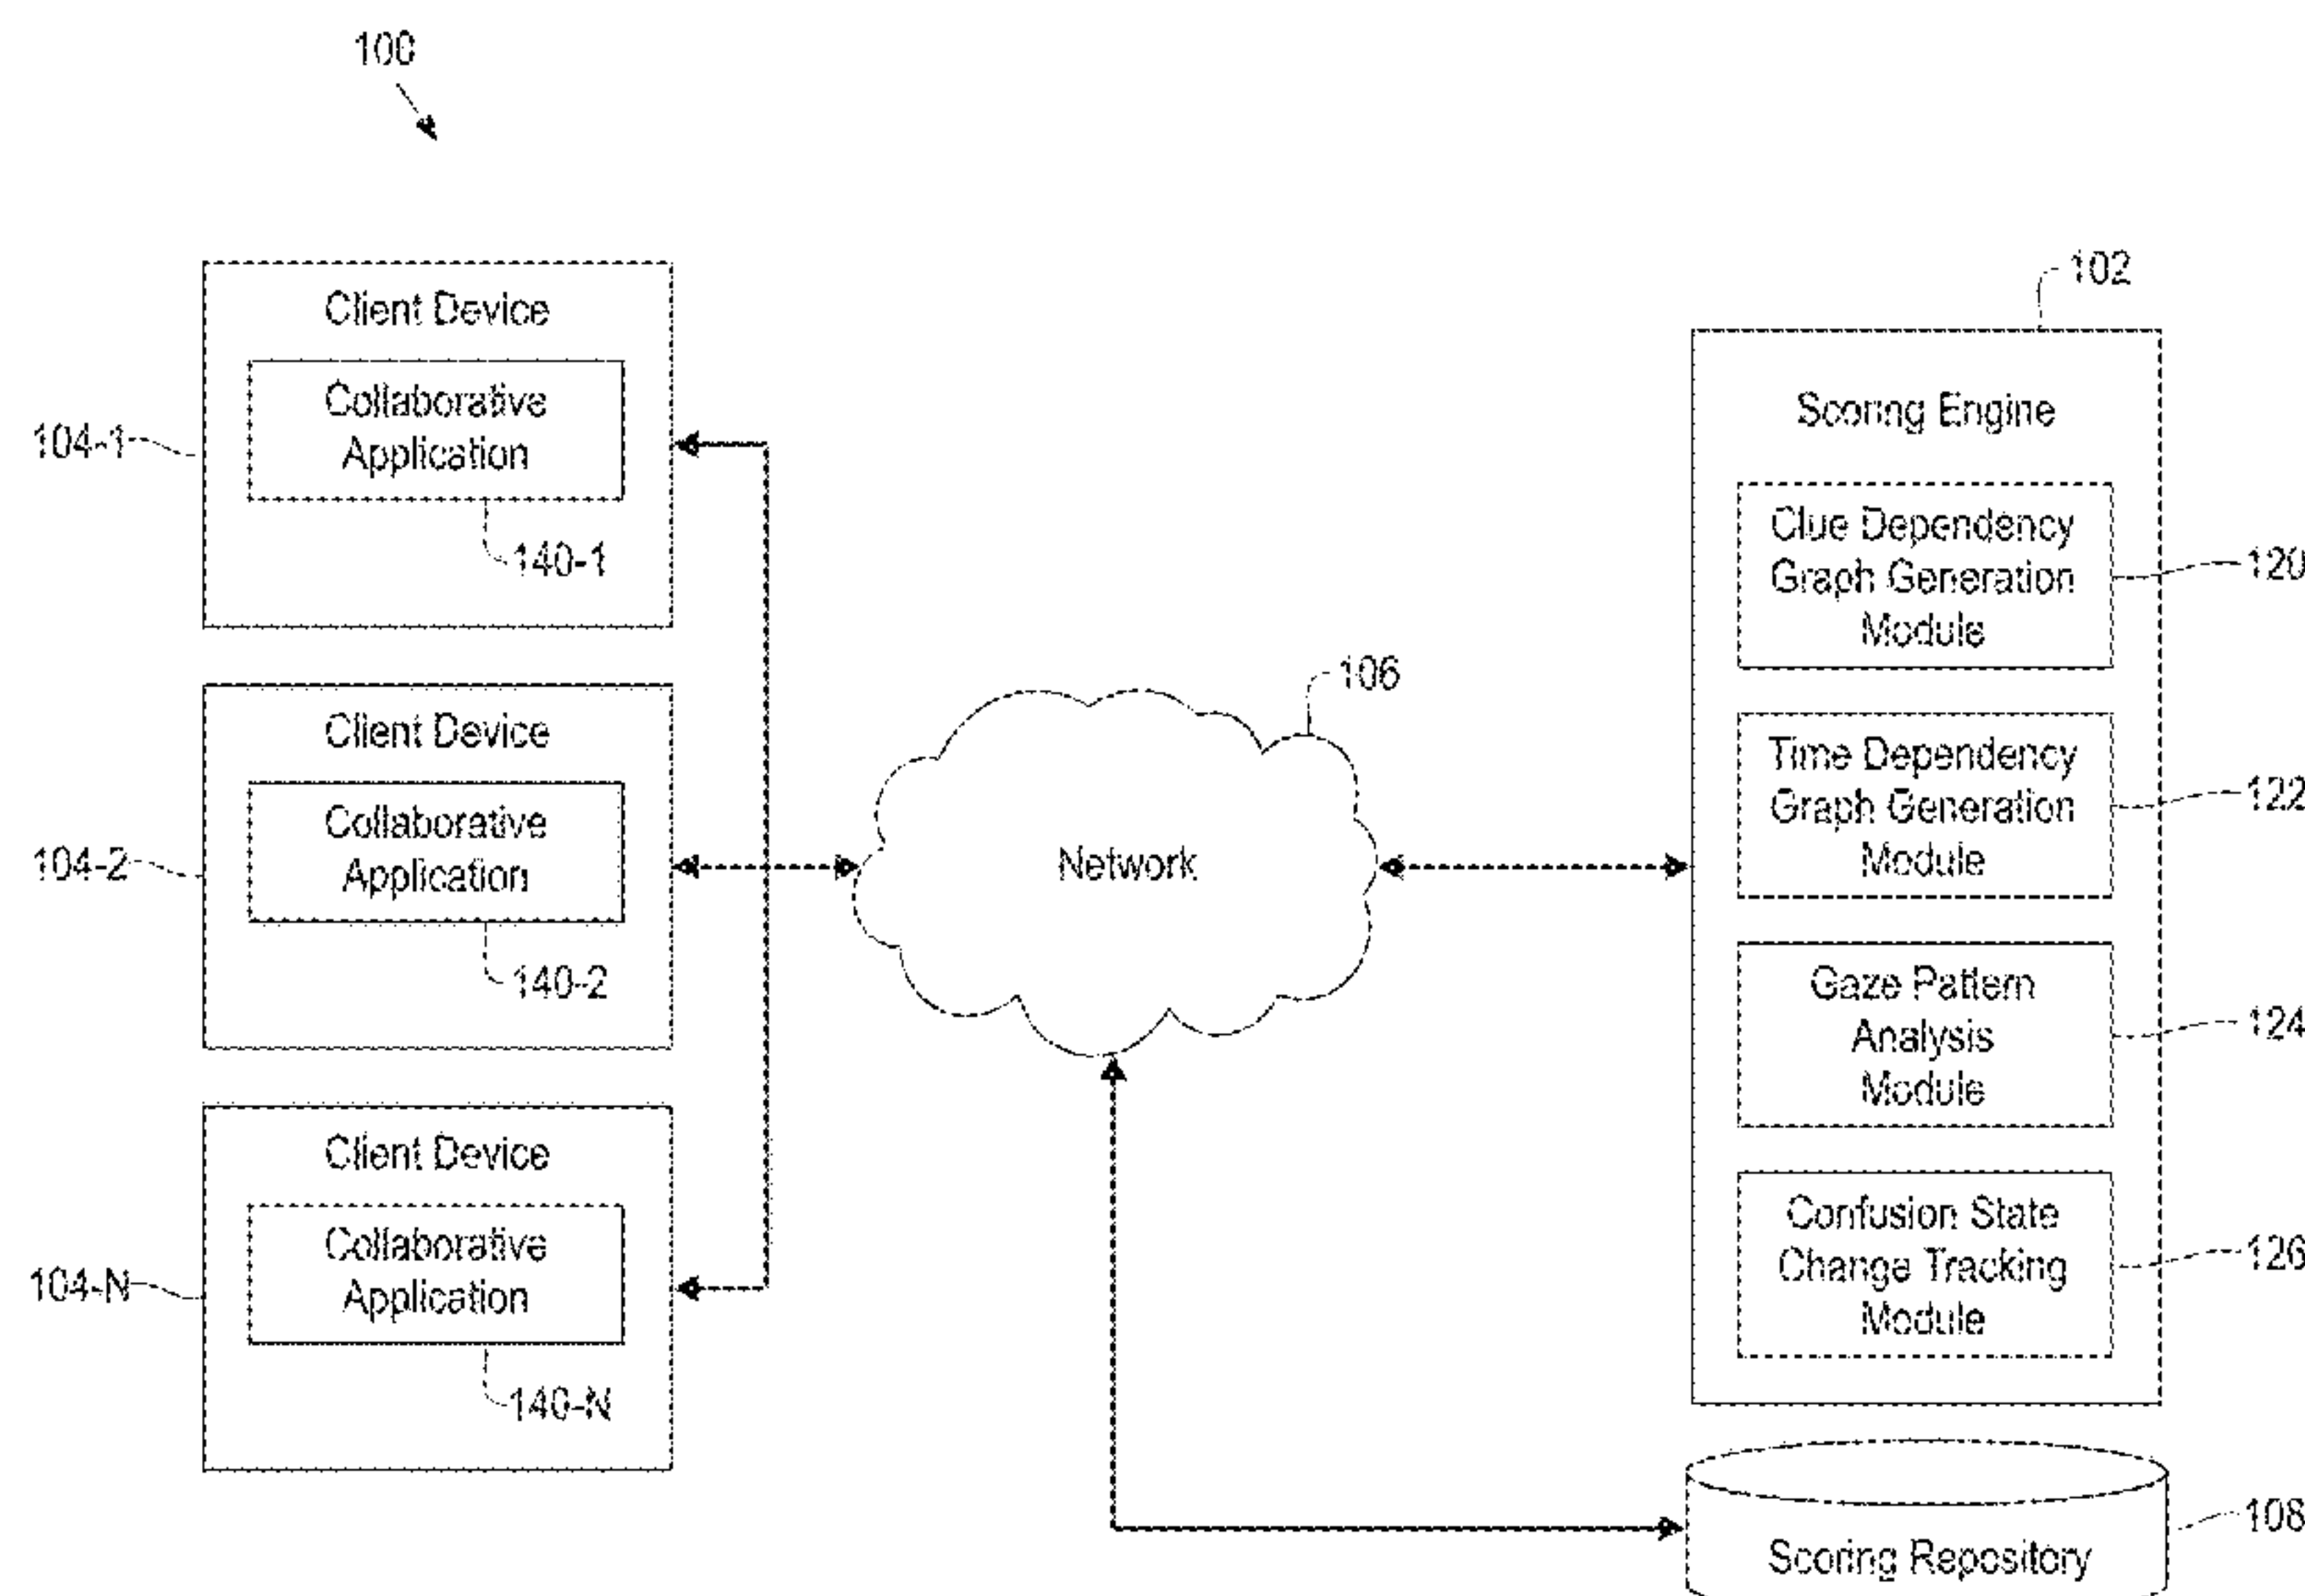 100
Client Device
Collaborative
Application
104-1
140-1
Client Device
Collaborative
Application
104-2
140-2
Client Device
Collaborative
Application
104-N
140-N
Network
106
102
Scoring Engine
Clue Dependency
Graph Generation
Module
120
Time Dependency
Graph Generation
Module
122
Gaze Pattern
Analysis
Module
124
Confusion State
Change Tracking
Module
126
Scoring Repository
108